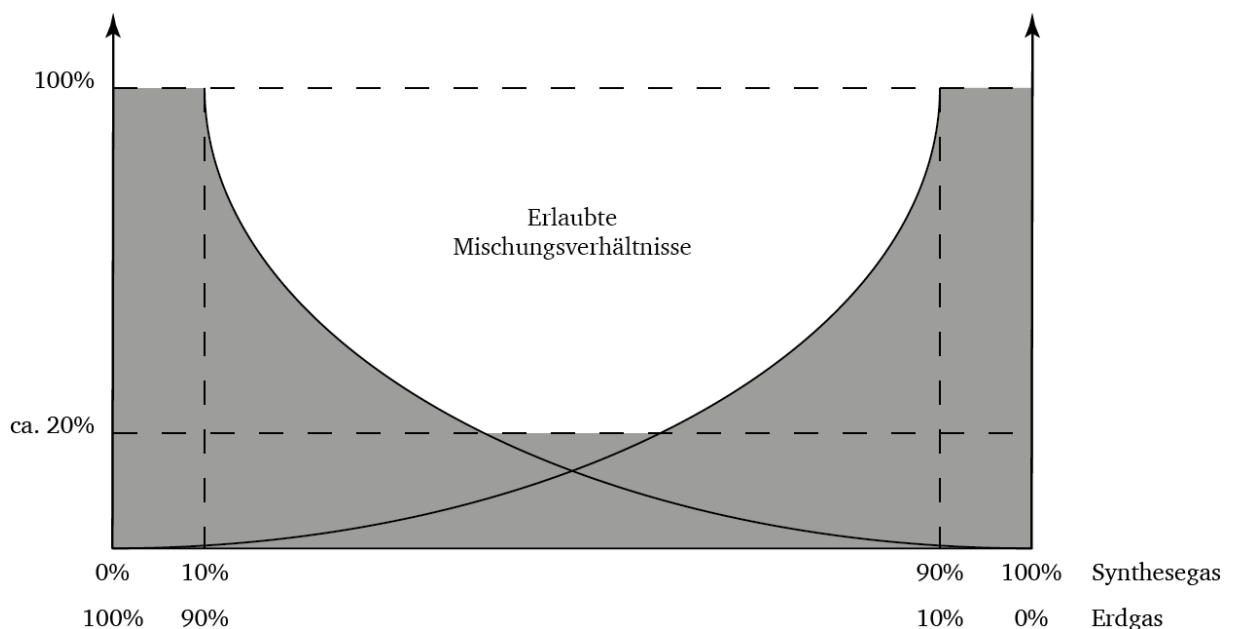 100%
Erlaubte
Mischungsverhältnisse
ca. 20%
0% 10% 90% 100% Synthesegas
100% 90% 10% 0% Erdgas